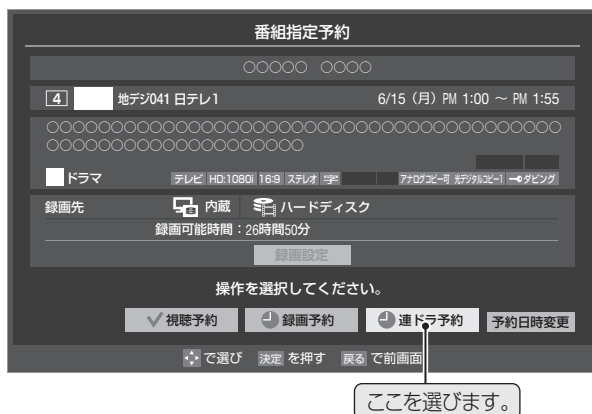 番組指定予約
○○○○○ ○○○○
4 地デジ041 日テレ1 6/15（月）PM 1:00 ～ PM 1:55
○○○○○○○○○○○○○○○○○○○○○○○○○○○○○○
○○○○○○○○○○○○○○○
ドラマ テレビ HD:1080i 16:9 ステレオ 字 アナログコピー可 光デジタルコピー1 ダビング
録画先 内蔵 ハードディスク
録画可能時間：26時間50分
録画設定
操作を選択してください。
視聴予約 録画予約 連ドラ予約 予約日時変更
で選び 決定 を押す 戻る で前画面
ここを選びます。